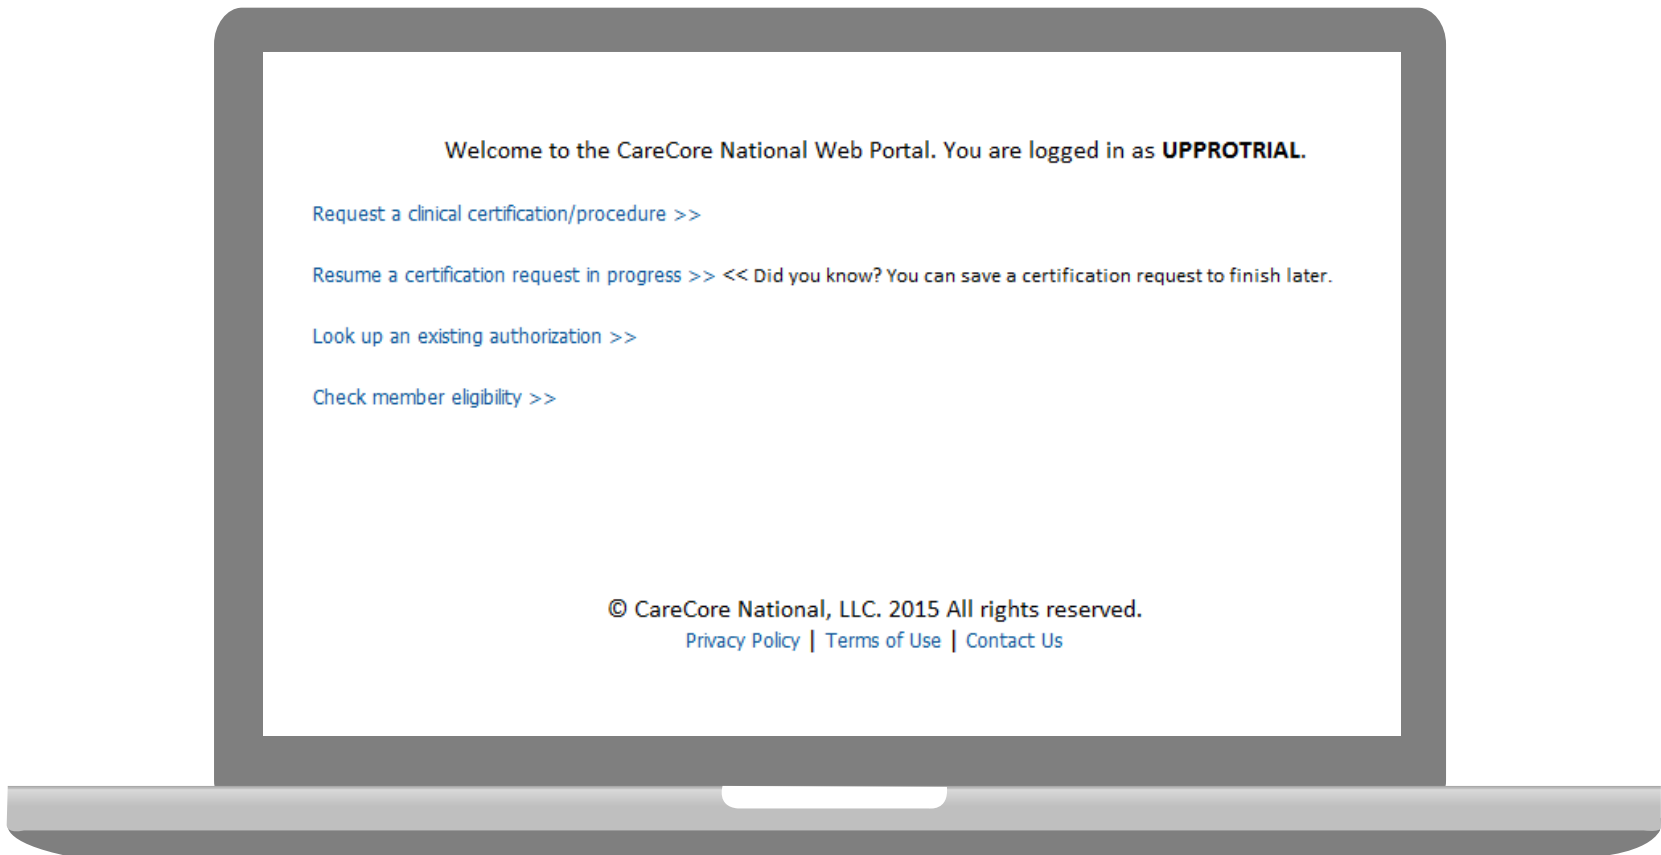 Welcome to the CareCore National Web Portal. You are logged in as UPPROTRIAL.
Request a clinical certification/procedure >>
Resume a certification request in progress >> << Did you know? You can save a certification request to finish later.
Look up an existing authorization >>
Check member eligibility >>
© CareCore National, LLC. 2015 All rights reserved.
Privacy Policy | Terms of Use | Contact Us